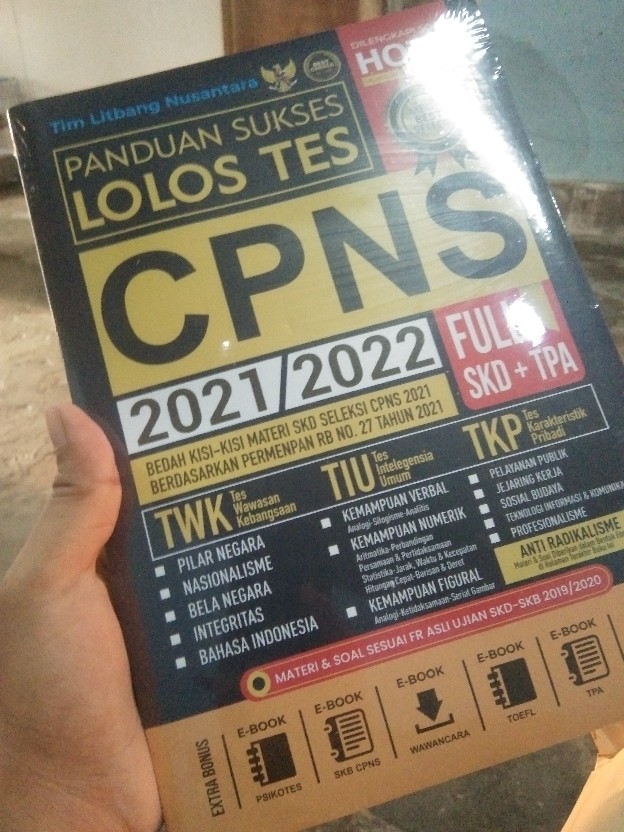 Tim Litbang Nusantara
PANDUAN SUKSES
LOLOS TES
CPNS
2021/2022
FULL
SKD + TPA
BEDAH KISI-KISI MATERI SKD SELEKSI CPNS 2021
BERDASARKAN PERMENPAN RB NO. 27 TAHUN 2021
TWK Tes Wawasan Kebangsaan
PILAR NEGARA
NASIONALISME
BELA NEGARA
INTEGRITAS
BAHASA INDONESIA
TIU Tes Intelegensia Umum
KEMAMPUAN VERBAL
Analogi-Silogisme-Analitis
KEMAMPUAN NUMERIK
Aritmatika-Perbandingan
Persamaan & Pertidaksamaan
Statistika-Jarak, Waktu & Kecepatan
Hitung Cepat-Barisan & Deret
KEMAMPUAN FIGURAL
Analogi-Ketidaksamaan-Serial Gambar
TKP Tes Karakteristik Pribadi
PELAYANAN PUBLIK
JEJARING KERJA
SOSIAL BUDAYA
TEKNOLOGI INFORMASI &
PROFESIONALISME
ANTI RADIKALISME
MATERI & SOAL SESUAI FR ASLI UJIAN SKD-SKB 2019/2020
EXTRA BONUS
E-BOOK
PSIKOTES
E-BOOK
SKB CPNS
E-BOOK
WAWANCARA
E-BOOK
TOEFL
E-BOOK
TPA